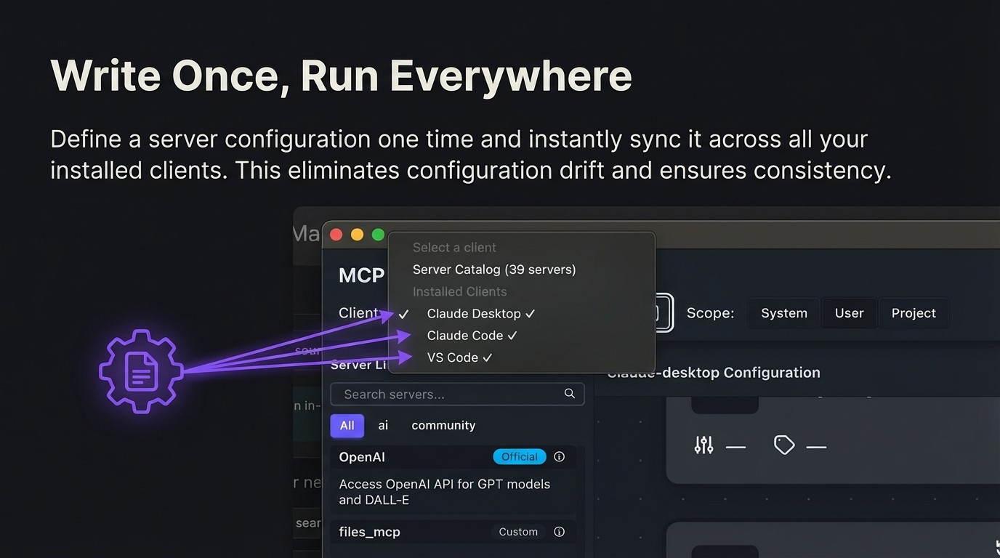 Write Once, Run Everywhere
Define a server configuration one time and instantly sync it across all your
installed clients. This eliminates configuration drift and ensures consistency.
Ma
Select a client
MCP
Server Catalog (39 servers)
Installed Clients
Client
✓ Claude Desktop ✓
Scope: System User Project
Claude Code ✓
VS Code ✓
Server Li
Claude-desktop Configuration
Search servers...
n in-
All ai community
OpenAI Official
r ne
Access OpenAI API for GPT models
and DALL-E
sear
files_mcp Custom